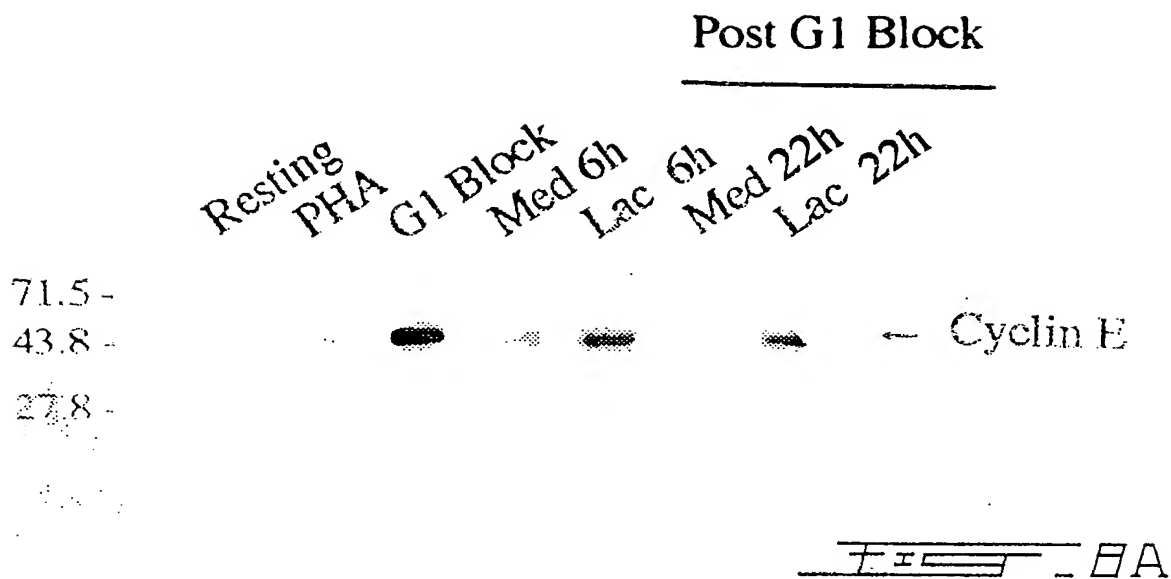 Post G1 Block
Resting
PHA
G1 Block
Med 6h
Lac 6h
Med 22h
Lac 22h
71.5 -
43.8 -
← Cyclin E
27.8 -
FIG_8A